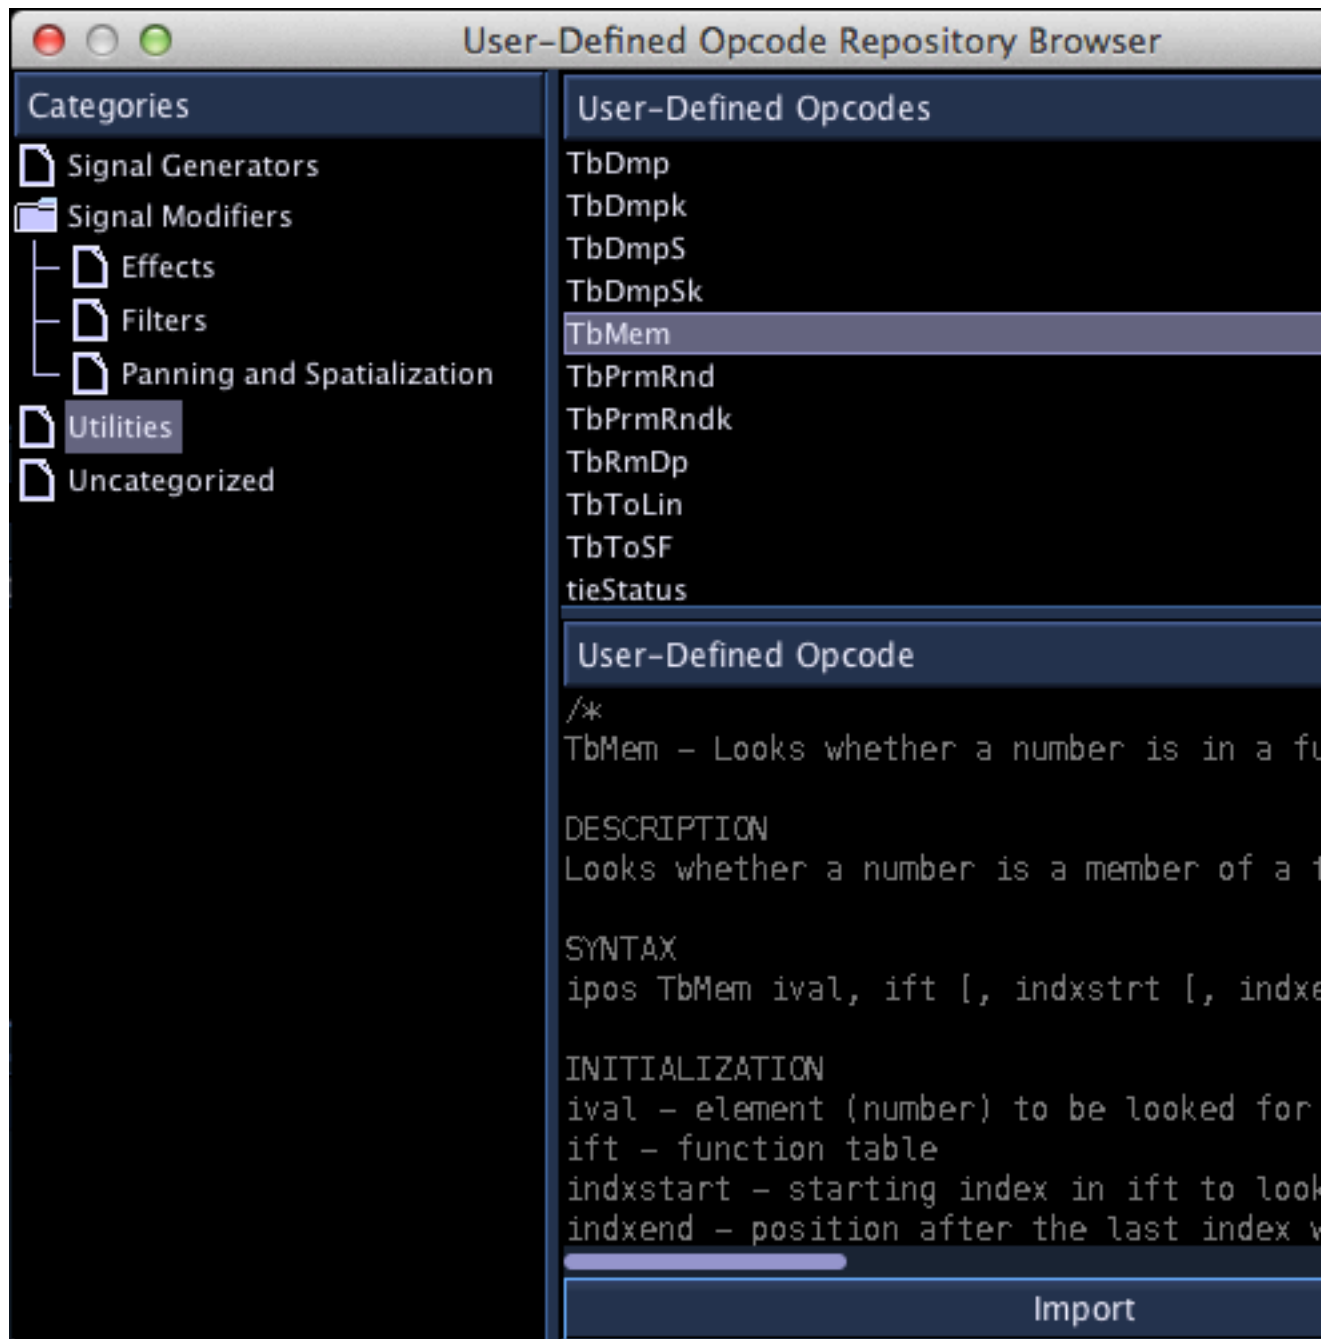 User-Defined Opcode Repository Browser
Categories
Signal Generators
Signal Modifiers
Effects
Filters
Panning and Spatialization
Utilities
Uncategorized
User-Defined Opcodes
TbDmp
TbDmpk
TbDmpS
TbDmpSk
TbMem
TbPrmRnd
TbPrmRndk
TbRmDp
TbToLin
TbToSF
tieStatus
User-Defined Opcode
/*
TbMem - Looks whether a number is in a
DESCRIPTION
Looks whether a number is a member of a
SYNTAX
ipos TbMem ival, ift [, indxstrt [,
INITIALIZATION
ival - element (number) to be looked for
ift - function table
indxstart - starting index in ift to look
indxend - position after the last index
Import